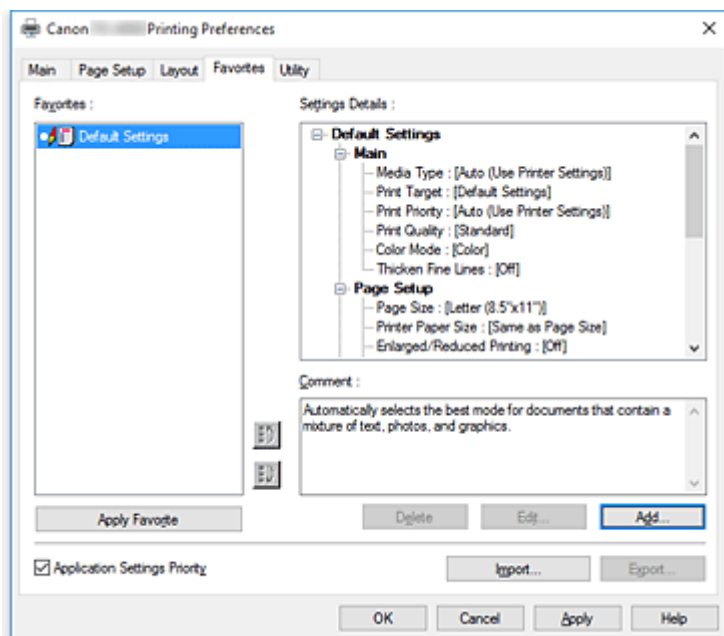 Canon Printing Preferences
Main Page Setup Layout Favorites Utility
Favorites :
Default Settings
Settings Details :
Default Settings
Main
Media Type : [Auto (Use Printer Settings)]
Print Target : [Default Settings]
Print Priority : [Auto (Use Printer Settings)]
Print Quality : [Standard]
Color Mode : [Color]
Thicken Fine Lines : [Off]
Page Setup
Page Size : [Letter (8.5"x11")]
Printer Paper Size : [Same as Page Size]
Enlarged/Reduced Printing : [Off]
Comment :
Automatically selects the best mode for documents that contain a
mixture of text, photos, and graphics.
Apply Favorite
Delete Edit... Add...
Application Settings Priority
Import... Export...
OK Cancel Apply Help